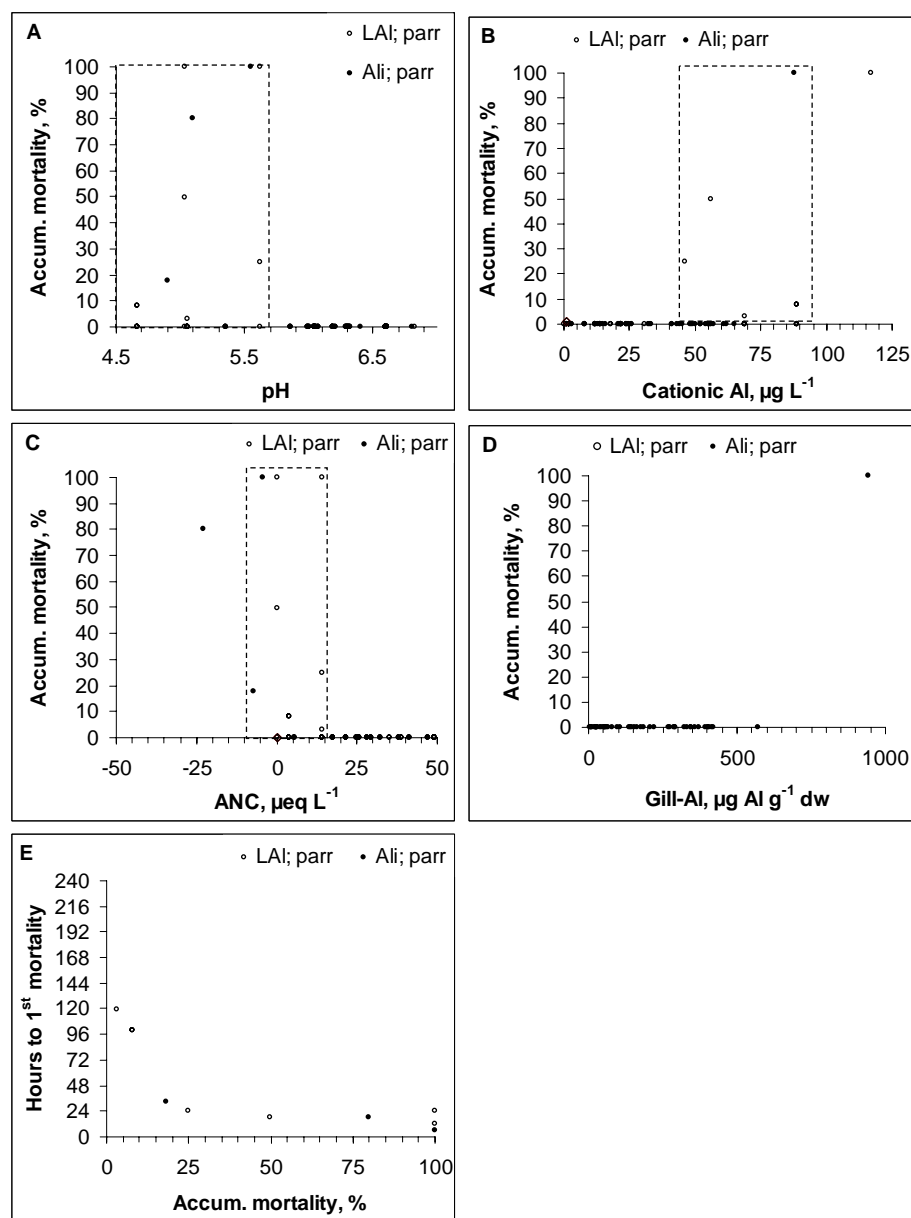 A
LAl; parr
Ali; parr
Accum. mortality, %
100
90
80
70
60
50
40
30
20
10
0
4.5 5.5 6.5
pH
B
LAl; parr Ali; parr
Accum. mortality, %
100
90
80
70
60
50
40
30
20
10
0
0 25 50 75 100 125
Cationic Al, µg L⁻¹
C
LAl; parr Ali; parr
Accum. mortality, %
100
90
80
70
60
50
40
30
20
10
0
-50 -25 0 25 50
ANC, µeq L⁻¹
D
LAl; parr Ali; parr
Accum. mortality, %
100
90
80
70
60
50
40
30
20
10
0
0 500 1000
Gill-Al, µg Al g⁻¹ dw
E
LAl; parr Ali; parr
Hours to 1ˢᵗ mortality
240
216
192
168
144
120
96
72
48
24
0
0 25 50 75 100
Accum. mortality, %